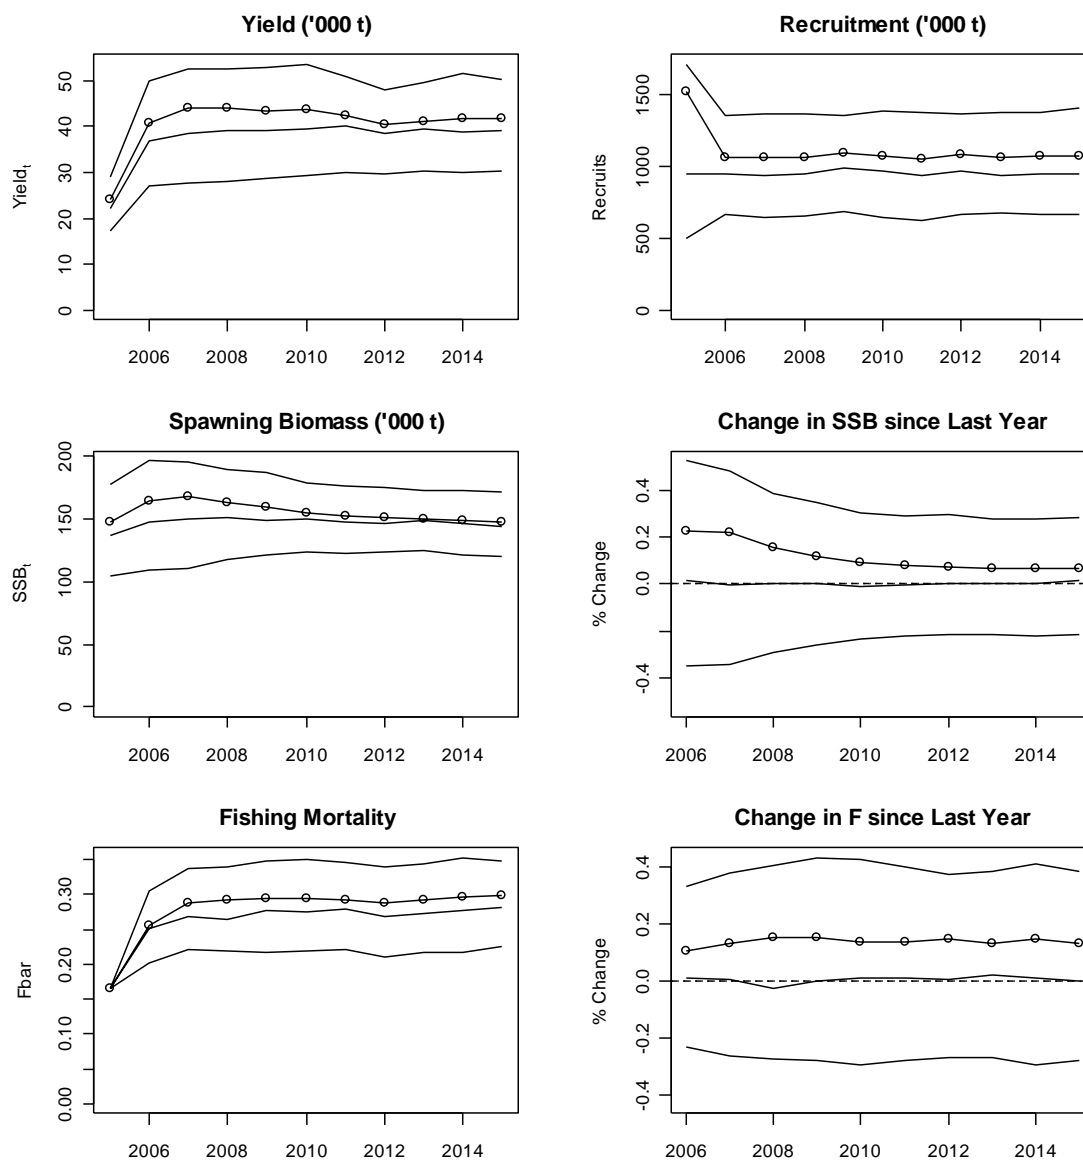 Yield ('000 t)
Yield_t
0 10 20 30 40 50
2006 2008 2010 2012 2014
Recruitment ('000 t)
Recruits
0 500 1000 1500
2006 2008 2010 2012 2014
Spawning Biomass ('000 t)
SSB_t
0 50 100 150 200
2006 2008 2010 2012 2014
Change in SSB since Last Year
% Change
-0.4 0.0 0.2 0.4
2006 2008 2010 2012 2014
Fishing Mortality
Fbar
0.00 0.10 0.20 0.30
2006 2008 2010 2012 2014
Change in F since Last Year
% Change
-0.4 -0.2 0.0 0.2 0.4
2006 2008 2010 2012 2014